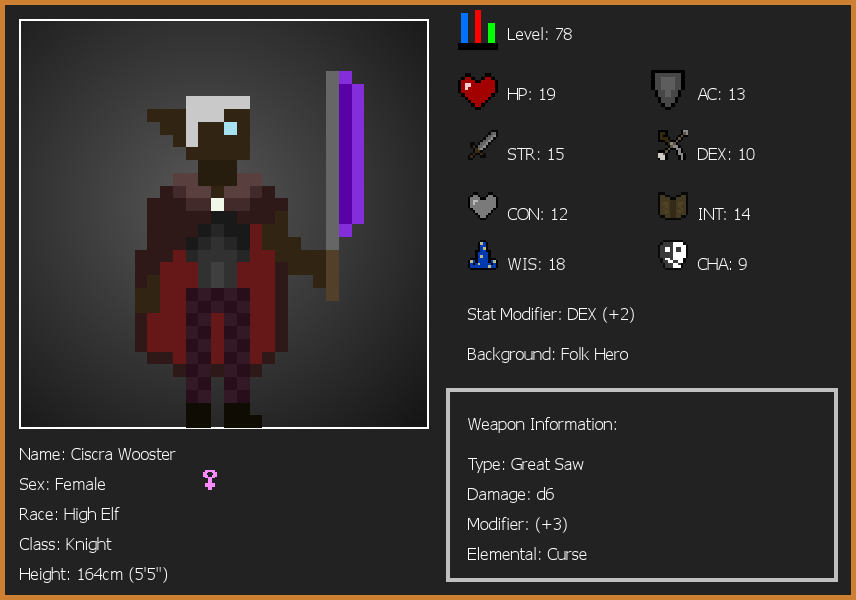 Level: 78
HP: 19
AC: 13
STR: 15
DEX: 10
CON: 12
INT: 14
WIS: 18
CHA: 9
Stat Modifier: DEX (+2)
Background: Folk Hero
Weapon Information:
Type: Great Saw
Damage: d6
Modifier: (+3)
Elemental: Curse
Name: Ciscra Wooster
Sex: Female
Race: High Elf
Class: Knight
Height: 164cm (5'5")